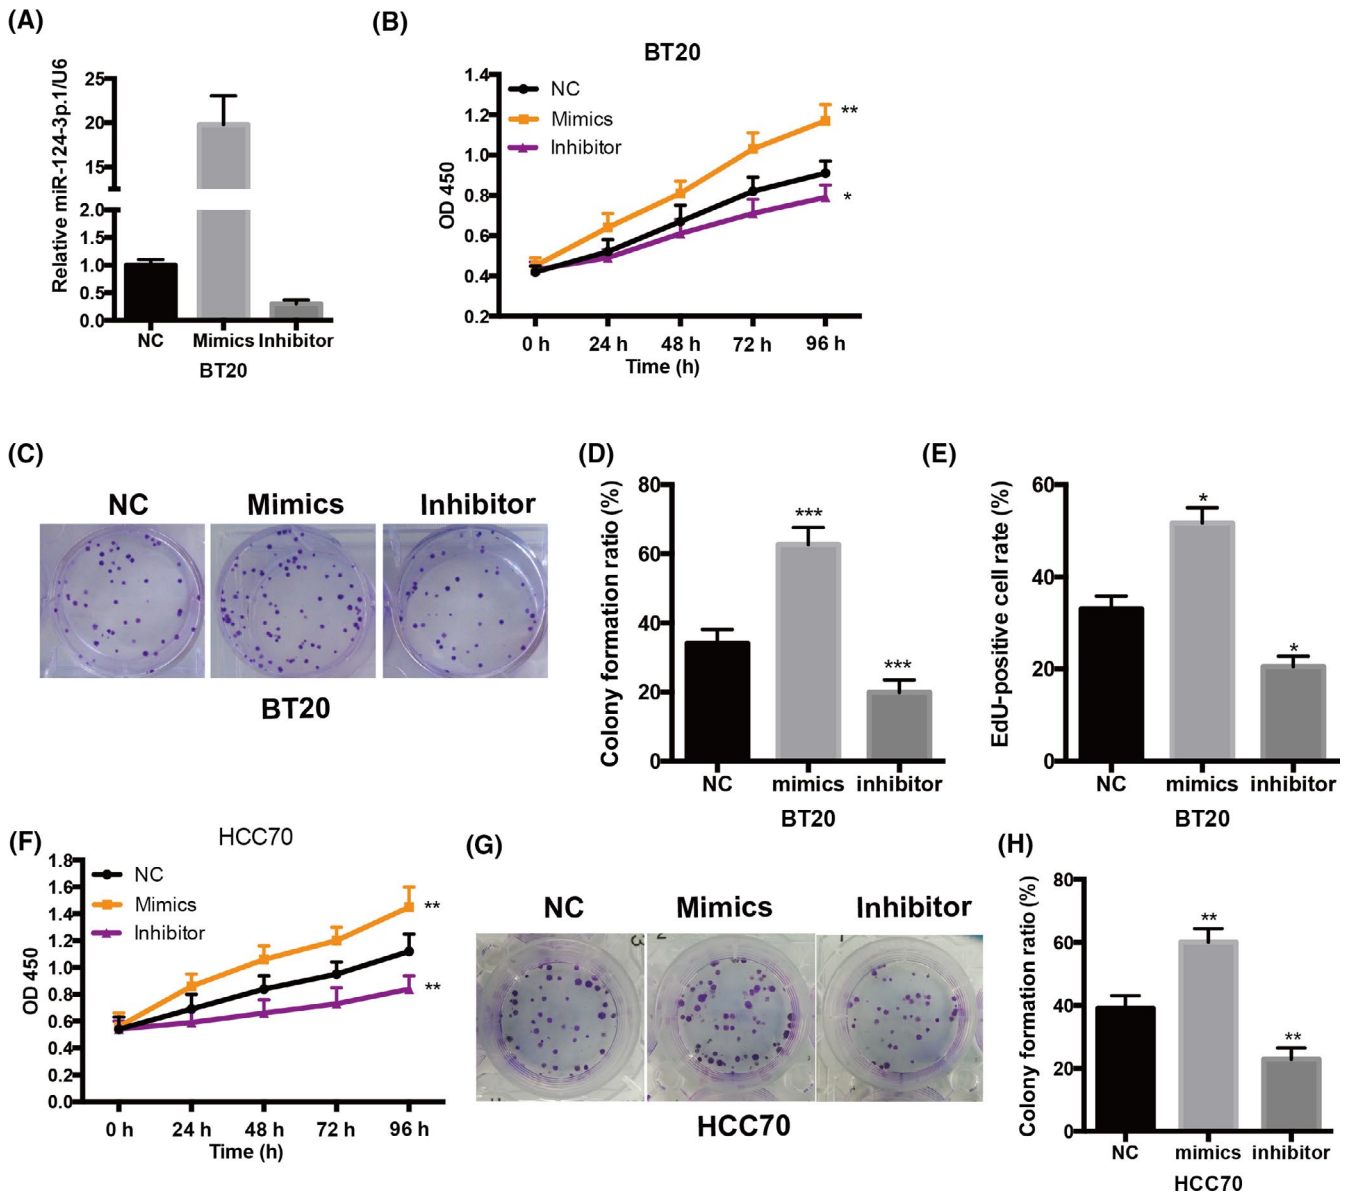 (A)
Relative miR-124-3p.1/U6
25
20
15
2.0
1.5
1.0
0.5
0.0
NC Mimics Inhibitor
BT20
(B)
BT20
OD 450
1.4
1.2
1.0
0.8
0.6
0.4
0.2
NC
Mimics
Inhibitor
**
*
0 h 24 h 48 h 72 h 96 h
Time (h)
(C)
NC Mimics Inhibitor
BT20
(D)
Colony formation ratio (%)
80
60
40
20
0
***
***
NC mimics inhibitor
BT20
(E)
EdU-positive cell rate (%)
60
40
20
0
*
*
NC mimics inhibitor
BT20
(F)
HCC70
OD 450
1.8
1.6
1.4
1.2
1.0
0.8
0.6
0.4
0.2
0.0
NC
Mimics
Inhibitor
**
**
0 h 24 h 48 h 72 h 96 h
Time (h)
(G)
NC Mimics Inhibitor
HCC70
(H)
Colony formation ratio (%)
80
60
40
20
0
**
**
NC mimics inhibitor
HCC70